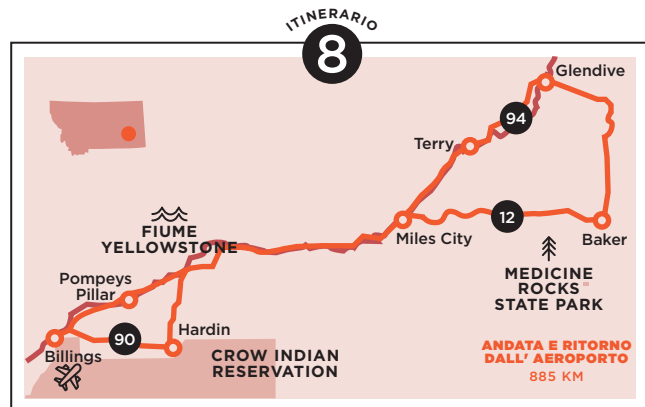 ITINERARIO
8
Glendive
94
Terry
12
Miles City
Baker
FIUME
YELLOWSTONE
MEDICINE
ROCKS
STATE PARK
Pompeys
Pillar
90
Hardin
Billings
CROW INDIAN
RESERVATION
ANDATA E RITORNO
DALL' AEROPORTO
885 KM